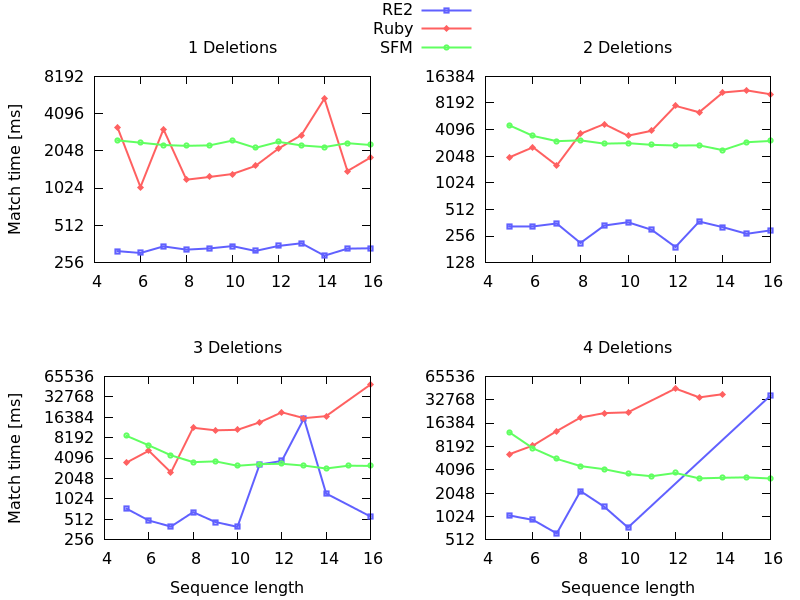 RE2
Ruby
SFM
1 Deletions
2 Deletions
Match time [ms]
8192
4096
2048
1024
512
256
4 6 8 10 12 14 16
16384
8192
4096
2048
1024
512
256
128
4 6 8 10 12 14 16
3 Deletions
4 Deletions
Match time [ms]
65536
32768
16384
8192
4096
2048
1024
512
256
4 6 8 10 12 14 16
Sequence length
65536
32768
16384
8192
4096
2048
1024
512
4 6 8 10 12 14 16
Sequence length